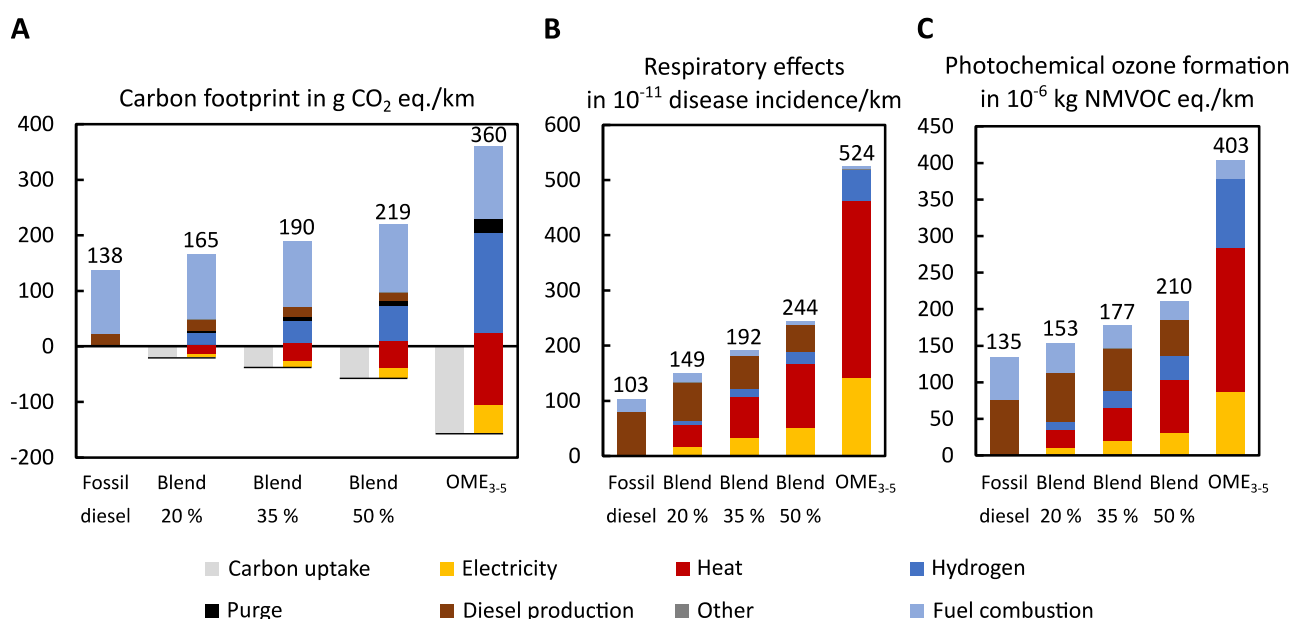 A
Carbon footprint in g CO₂ eq./km
400
300
200
100
0
-100
-200
138
165
190
219
360
Fossil diesel
Blend 20 %
Blend 35 %
Blend 50 %
OME₃₋₅
B
Respiratory effects
in 10⁻¹¹ disease incidence/km
600
500
400
300
200
100
0
103
149
192
244
524
Fossil diesel
Blend 20 %
Blend 35 %
Blend 50 %
OME₃₋₅
C
Photochemical ozone formation
in 10⁻⁶ kg NMVOC eq./km
450
400
350
300
250
200
150
100
50
0
135
153
177
210
403
Fossil diesel
Blend 20 %
Blend 35 %
Blend 50 %
OME₃₋₅
Carbon uptake
Electricity
Heat
Hydrogen
Purge
Diesel production
Other
Fuel combustion